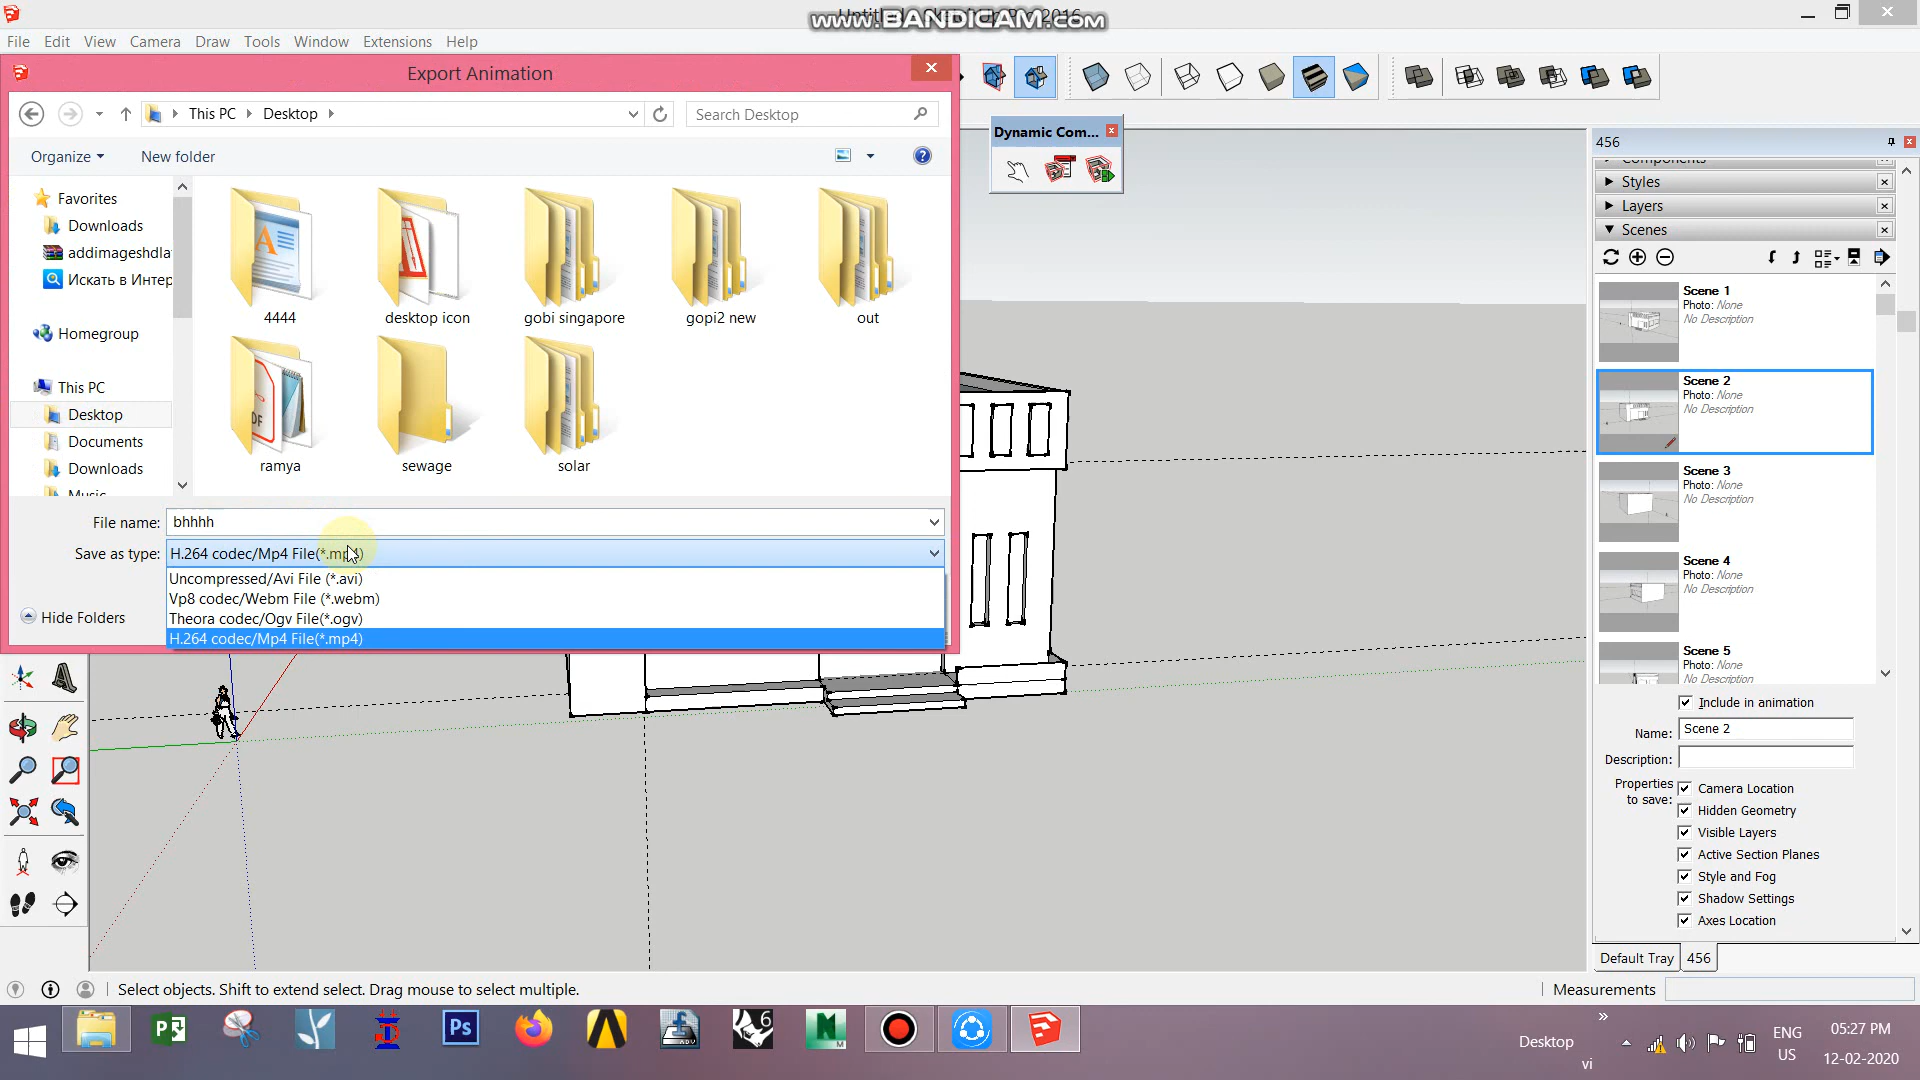 Untitled - SketchUp Pro 2016
www.BANDICAM.com
File Edit View Camera Draw Tools Window Extensions Help
Export Animation
This PC Desktop
Search Desktop
Organize New folder
Favorites
Downloads
addimageshdla
Искать в Интер
Homegroup
This PC
Desktop
Documents
Downloads
Music
4444
desktop icon
gobi singapore
gopi2 new
out
ramya
sewage
solar
File name: bhhhh
Save as type: H.264 codec/Mp4 File(*.mp4)
Uncompressed/Avi File (*.avi)
Vp8 codec/Webm File (*.webm)
Theora codec/Ogv File(*.ogv)
H.264 codec/Mp4 File(*.mp4)
Hide Folders
Dynamic Com...
456
Components
Styles
Layers
Scenes
Scene 1
Photo: None
No Description
Scene 2
Photo: None
No Description
Scene 3
Photo: None
No Description
Scene 4
Photo: None
No Description
Scene 5
Photo: None
No Description
Include in animation
Name: Scene 2
Description:
Properties to save:
Camera Location
Hidden Geometry
Visible Layers
Active Section Planes
Style and Fog
Shadow Settings
Axes Location
Default Tray 456
Select objects. Shift to extend select. Drag mouse to select multiple.
Measurements
Desktop
vi
ENG
US
05:27 PM
12-02-2020